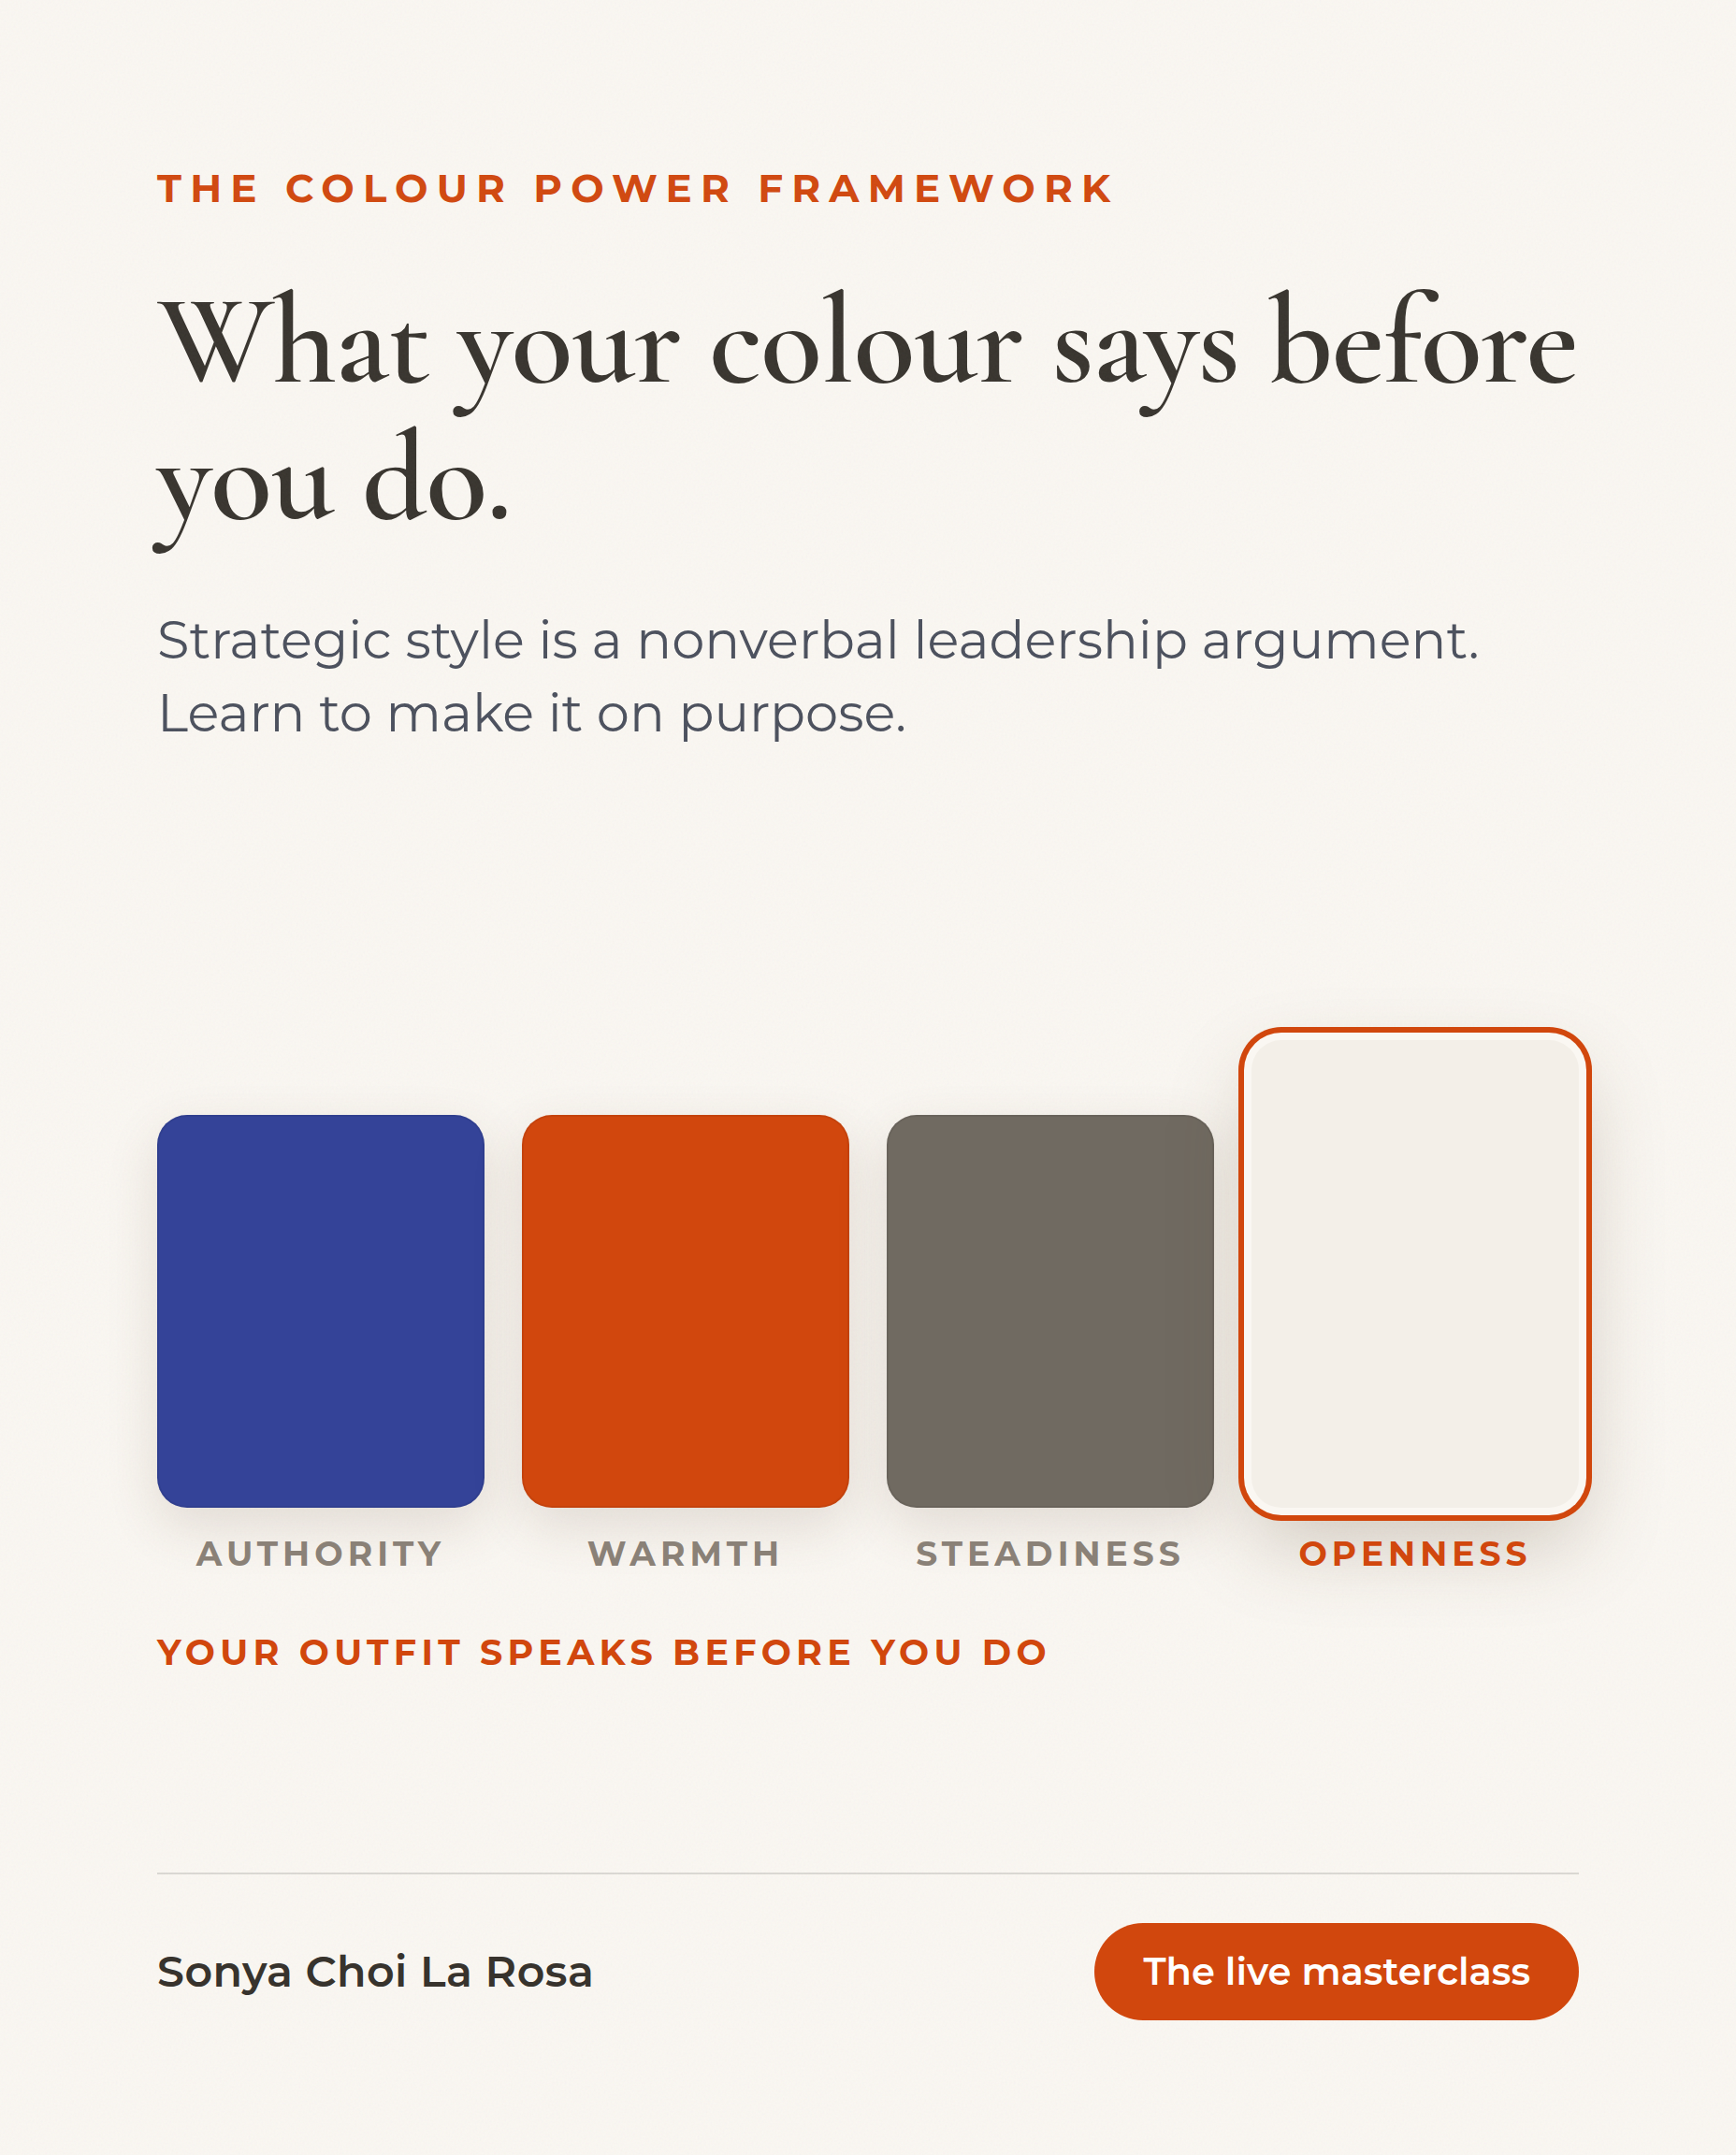 THE COLOUR POWER FRAMEWORK
What your colour says before
you do.
Strategic style is a nonverbal leadership argument.
Learn to make it on purpose.
AUTHORITY
WARMTH
STEADINESS
OPENNESS
YOUR OUTFIT SPEAKS BEFORE YOU DO
Sonya Choi La Rosa
The live masterclass